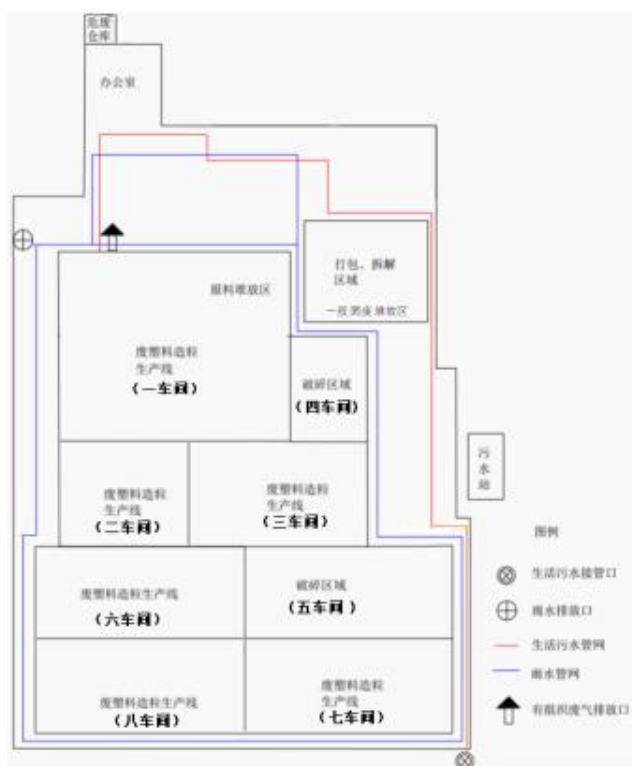 危废
仓库
办公室
打包、拆解
区域
一般固废堆放区
原料堆放区
废塑料造粒
生产线
（一车间）
破碎区域
（四车间）
污
水
站
废塑料造粒
生产线
（二车间）
废塑料造粒
生产线
（三车间）
图例
生活污水接管口
雨水排放口
生活污水管网
雨水管网
有组织废气排放口
废塑料造粒生产线
（六车间）
破碎区域
（五车间）
废塑料造粒生产线
（八车间）
废塑料造粒
生产线
（七车间）